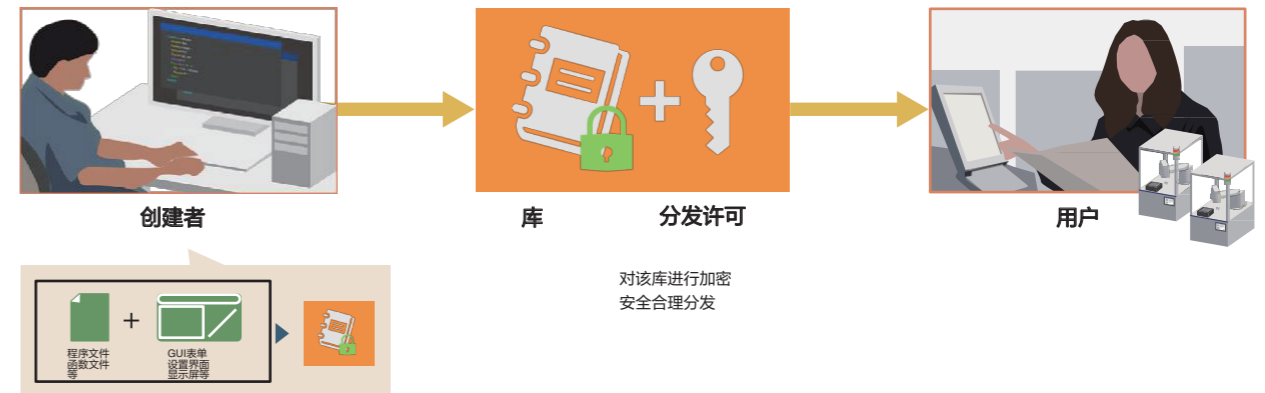 创建者
库
分发许可
用户
对该库进行加密
安全合理分发
+
程序文件
函数文件
等
GUI表单
设置界面
显示屏等